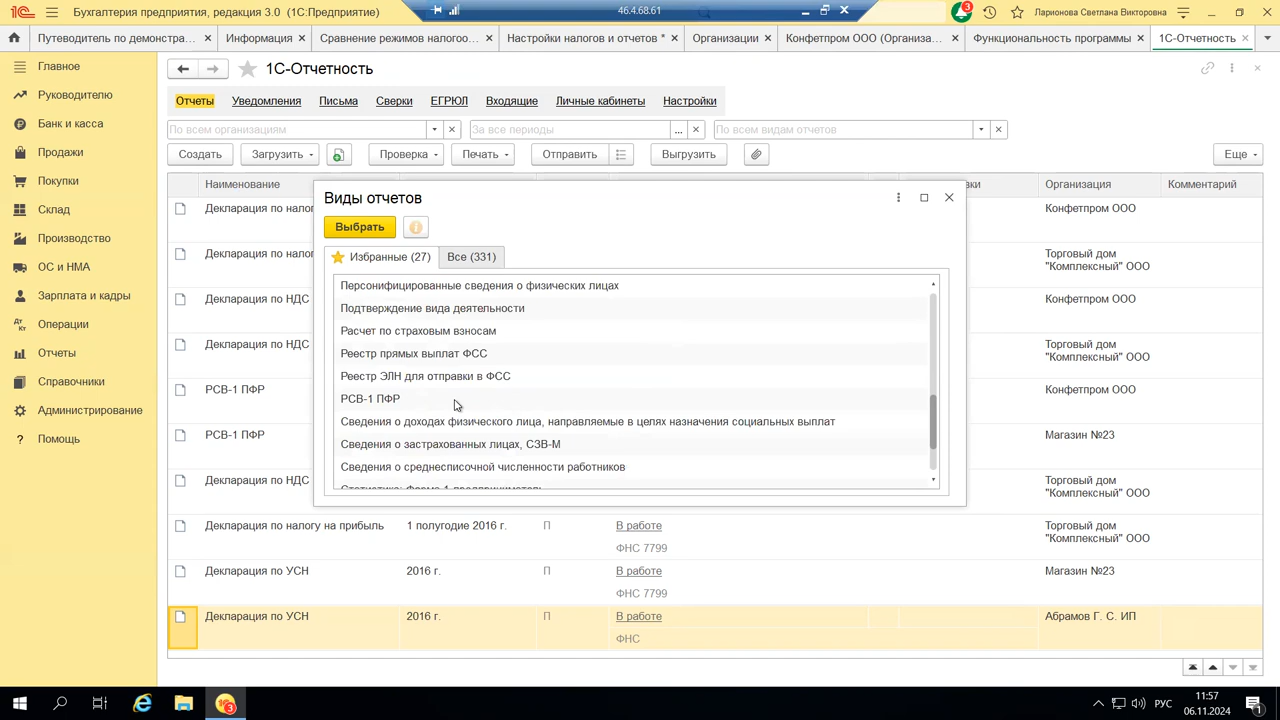 Бухгалтерия предприятия, редакция 3.0 (1С:Предприятие)
46.4.68.61
3
Ларионова Светлана Викторовна
Путеводитель по демонстра...
Информация
Сравнение режимов налогоо...
Настройки налогов и отчетов *
Организации
Конфетпром ООО (Организа...
Функциональность программы
1С-Отчетность
Главное
Руководителю
Банк и касса
Продажи
Покупки
Склад
Производство
ОС и НМА
Зарплата и кадры
Операции
Отчеты
Справочники
Администрирование
Помощь
1С-Отчетность
Отчеты Уведомления Письма Сверки ЕГРЮЛ Входящие Личные кабинеты Настройки
По всем организациям За все периоды ... По всем видам отчетов
Создать Загрузить Проверка Печать Отправить Выгрузить Еще
Наименование Организация Комментарий
Декларация по нало Конфетпром ООО
Декларация по нало Торговый дом
"Комплексный" ООО
Декларация по НДС Конфетпром ООО
Декларация по НДС Торговый дом
"Комплексный" ООО
РСВ-1 ПФР Конфетпром ООО
РСВ-1 ПФР Магазин №23
Декларация по НДС Торговый дом
"Комплексный" ООО
Декларация по налогу на прибыль 1 полугодие 2016 г. П В работе Торговый дом
"Комплексный" ООО
ФНС 7799
Декларация по УСН 2016 г. П В работе Магазин №23
ФНС 7799
Декларация по УСН 2016 г. П В работе Абрамов Г. С. ИП
ФНС
Виды отчетов
Выбрать
Избранные (27) Все (331)
Персонифицированные сведения о физических лицах
Подтверждение вида деятельности
Расчет по страховым взносам
Реестр прямых выплат ФСС
Реестр ЭЛН для отправки в ФСС
РСВ-1 ПФР
Сведения о доходах физического лица, направляемые в целях назначения социальных выплат
Сведения о застрахованных лицах, СЗВ-М
Сведения о среднесписочной численности работников
Статистика: Форма 1-предприниматель
3
РУС
11:57
06.11.2024
1